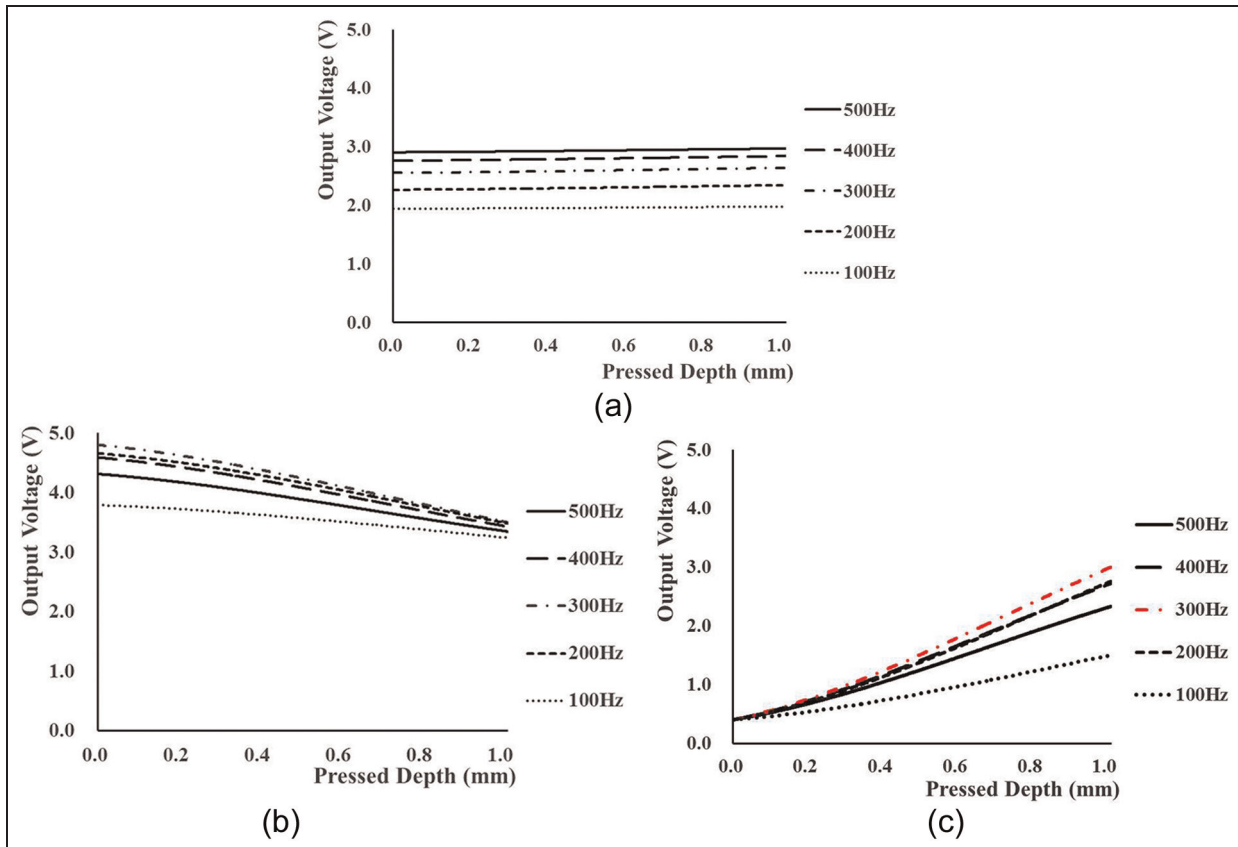 Output Voltage (V)
5.0
4.0
3.0
2.0
1.0
0.0
0.0 0.2 0.4 0.6 0.8 1.0
Pressed Depth (mm)
500Hz
400Hz
300Hz
200Hz
100Hz
(a)
Output Voltage (V)
5.0
4.0
3.0
2.0
1.0
0.0
0.0 0.2 0.4 0.6 0.8 1.0
Pressed Depth (mm)
500Hz
400Hz
300Hz
200Hz
100Hz
(b)
Output Voltage (V)
5.0
4.0
3.0
2.0
1.0
0.0
0.0 0.2 0.4 0.6 0.8 1.0
Pressed Depth (mm)
500Hz
400Hz
300Hz
200Hz
100Hz
(c)